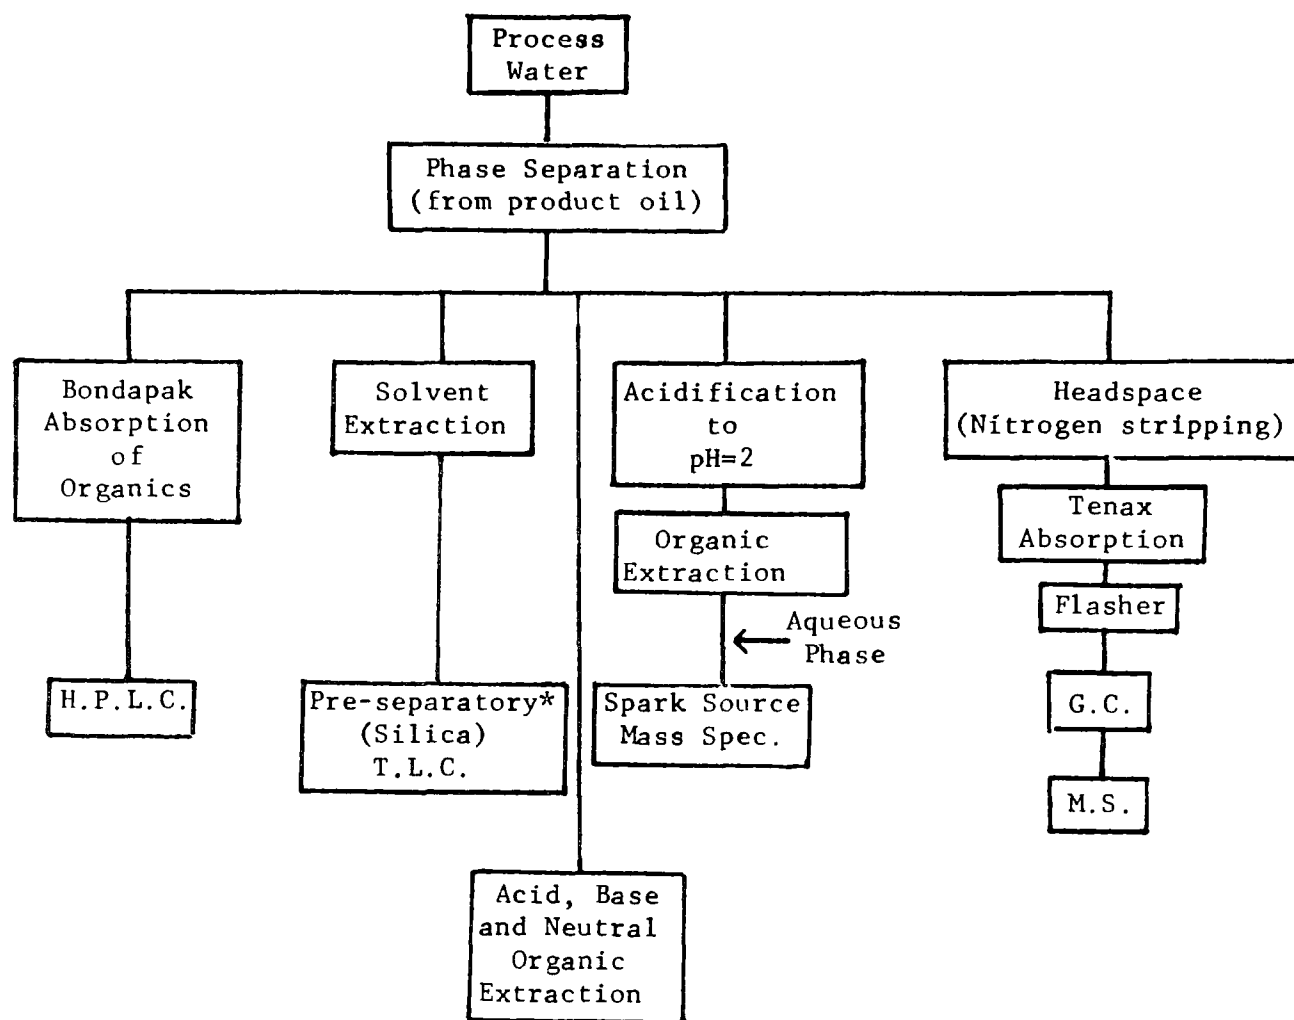 Process
Water
Phase Separation
(from product oil)
Bondapak
Absorption
of
Organics
H.P.L.C.
Solvent
Extraction
Pre-separatory*
(Silica)
T.L.C.
Acid, Base
and Neutral
Organic
Extraction
Acidification
to
pH=2
Organic
Extraction
Aqueous
Phase
Spark Source
Mass Spec.
Headspace
(Nitrogen stripping)
Tenax
Absorption
Flasher
G.C.
M.S.